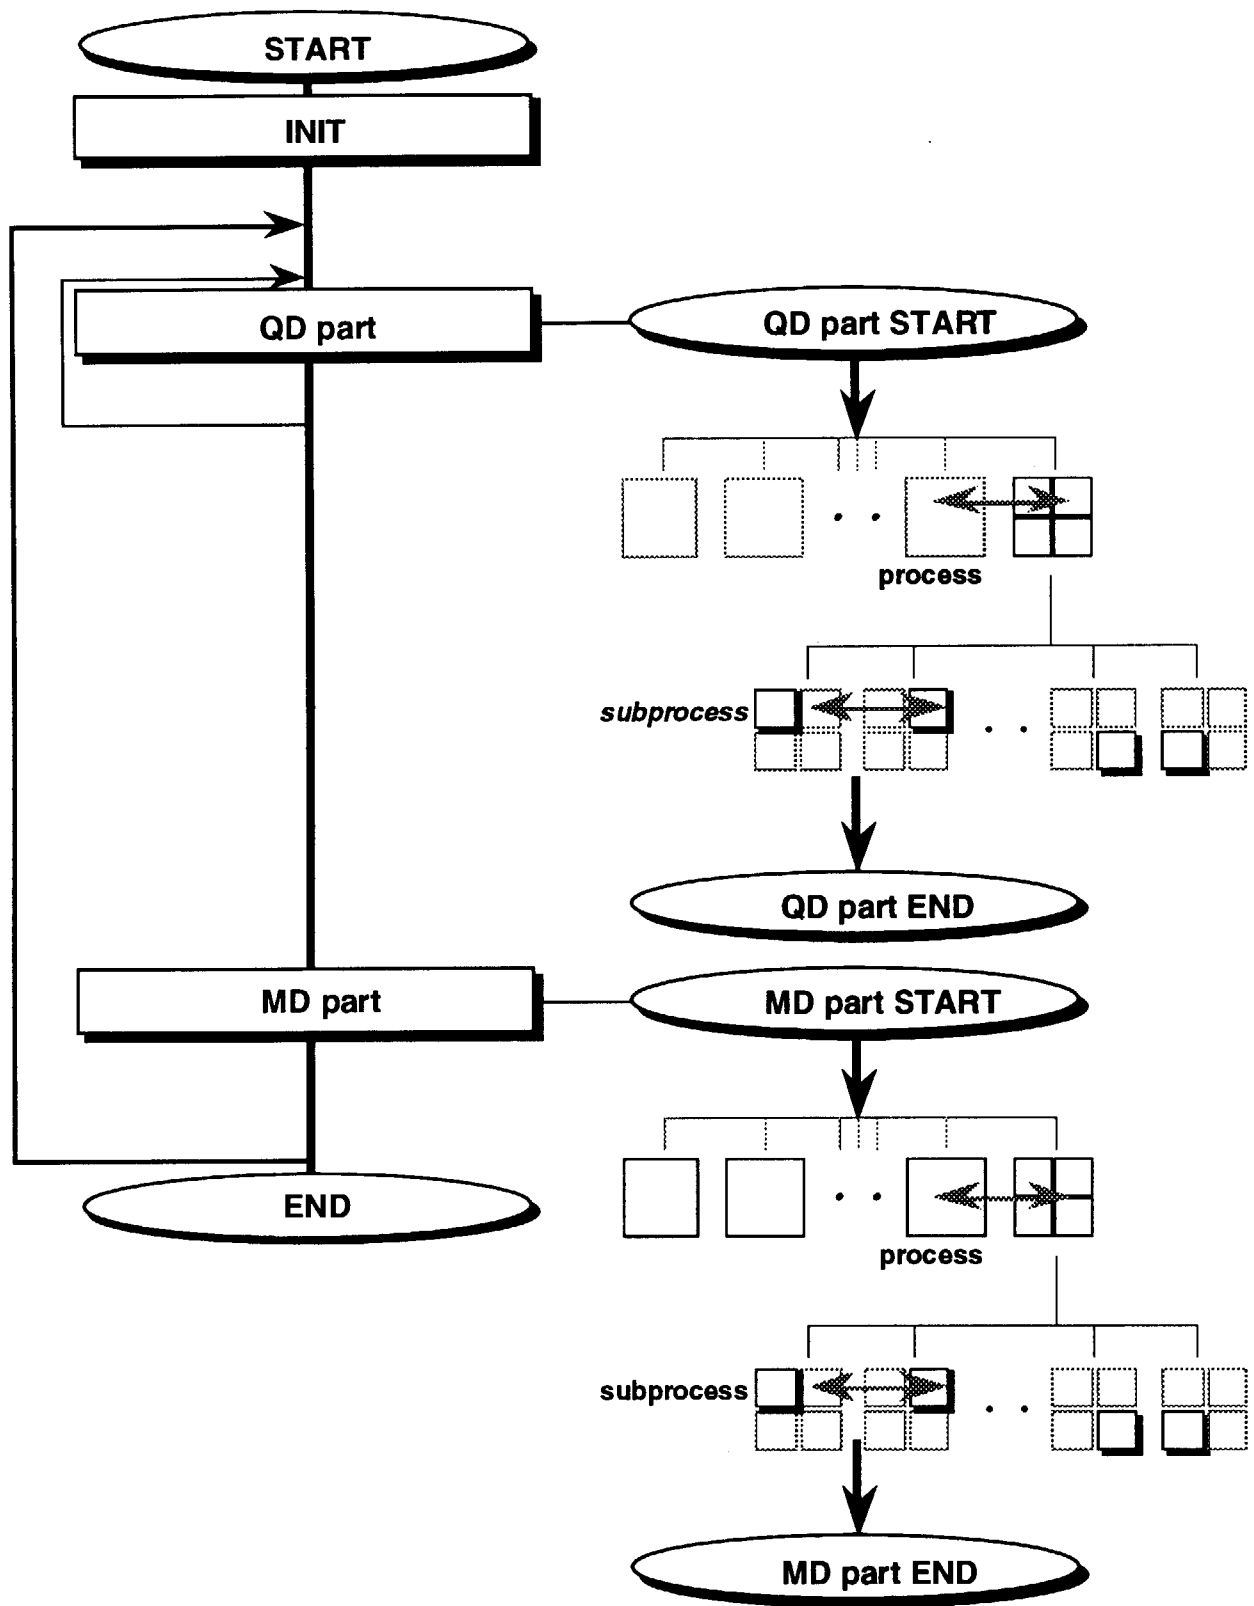 START
INIT
QD part
QD part START
process
subprocess
QD part END
MD part
MD part START
END
process
subprocess
MD part END